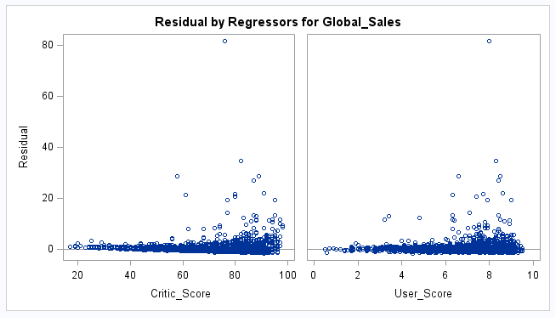 Residual by Regressors for Global_Sales
Residual
80
60
40
20
0
20 40 60 80 100
0 2 4 6 8 10
Critic_Score
User_Score